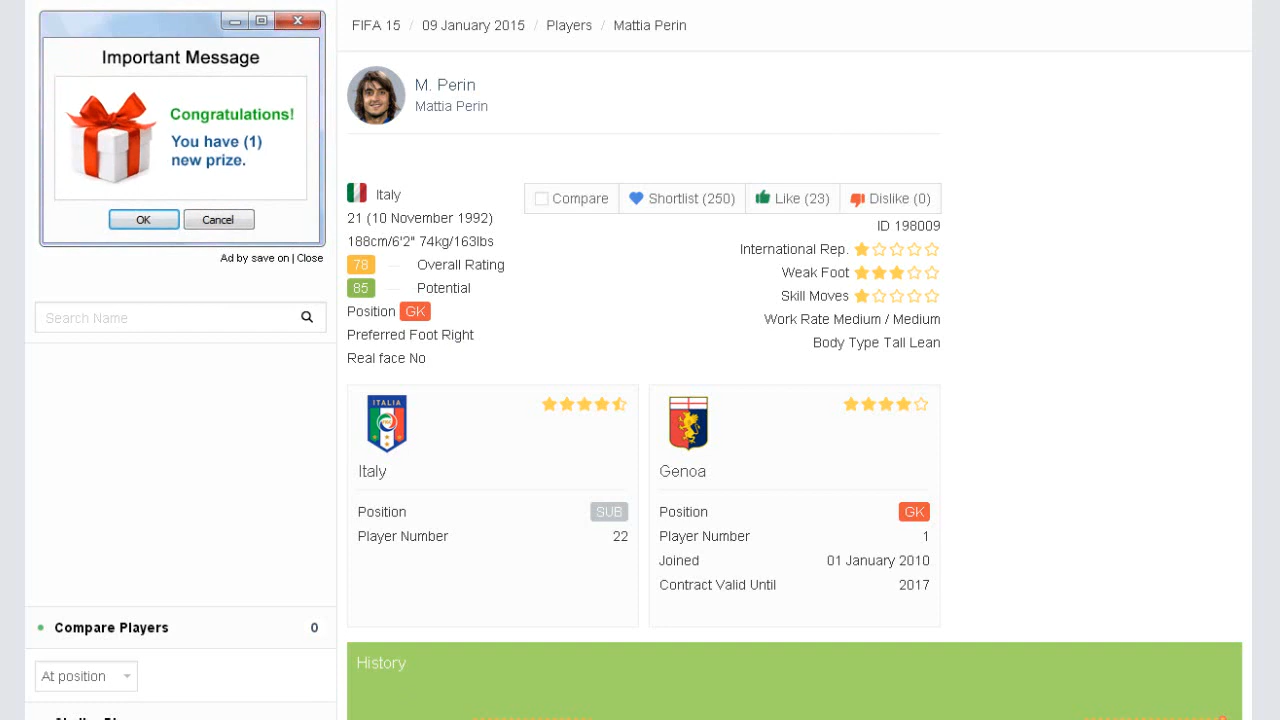 Important Message
Congratulations!
You have (1)
new prize.
OK Cancel
Ad by save on | Close
Search Name
Compare Players 0
At position
FIFA 15 / 09 January 2015 / Players / Mattia Perin
M. Perin
Mattia Perin
Italy
21 (10 November 1992)
188cm/6'2" 74kg/163lbs
78 Overall Rating
85 Potential
Position GK
Preferred Foot Right
Real face No
Compare Shortlist (250) Like (23) Dislike (0)
ID 198009
International Rep.
Weak Foot
Skill Moves
Work Rate Medium / Medium
Body Type Tall Lean
ITALIA
Italy
Position SUB
Player Number 22
Genoa
Position GK
Player Number 1
Joined 01 January 2010
Contract Valid Until 2017
History